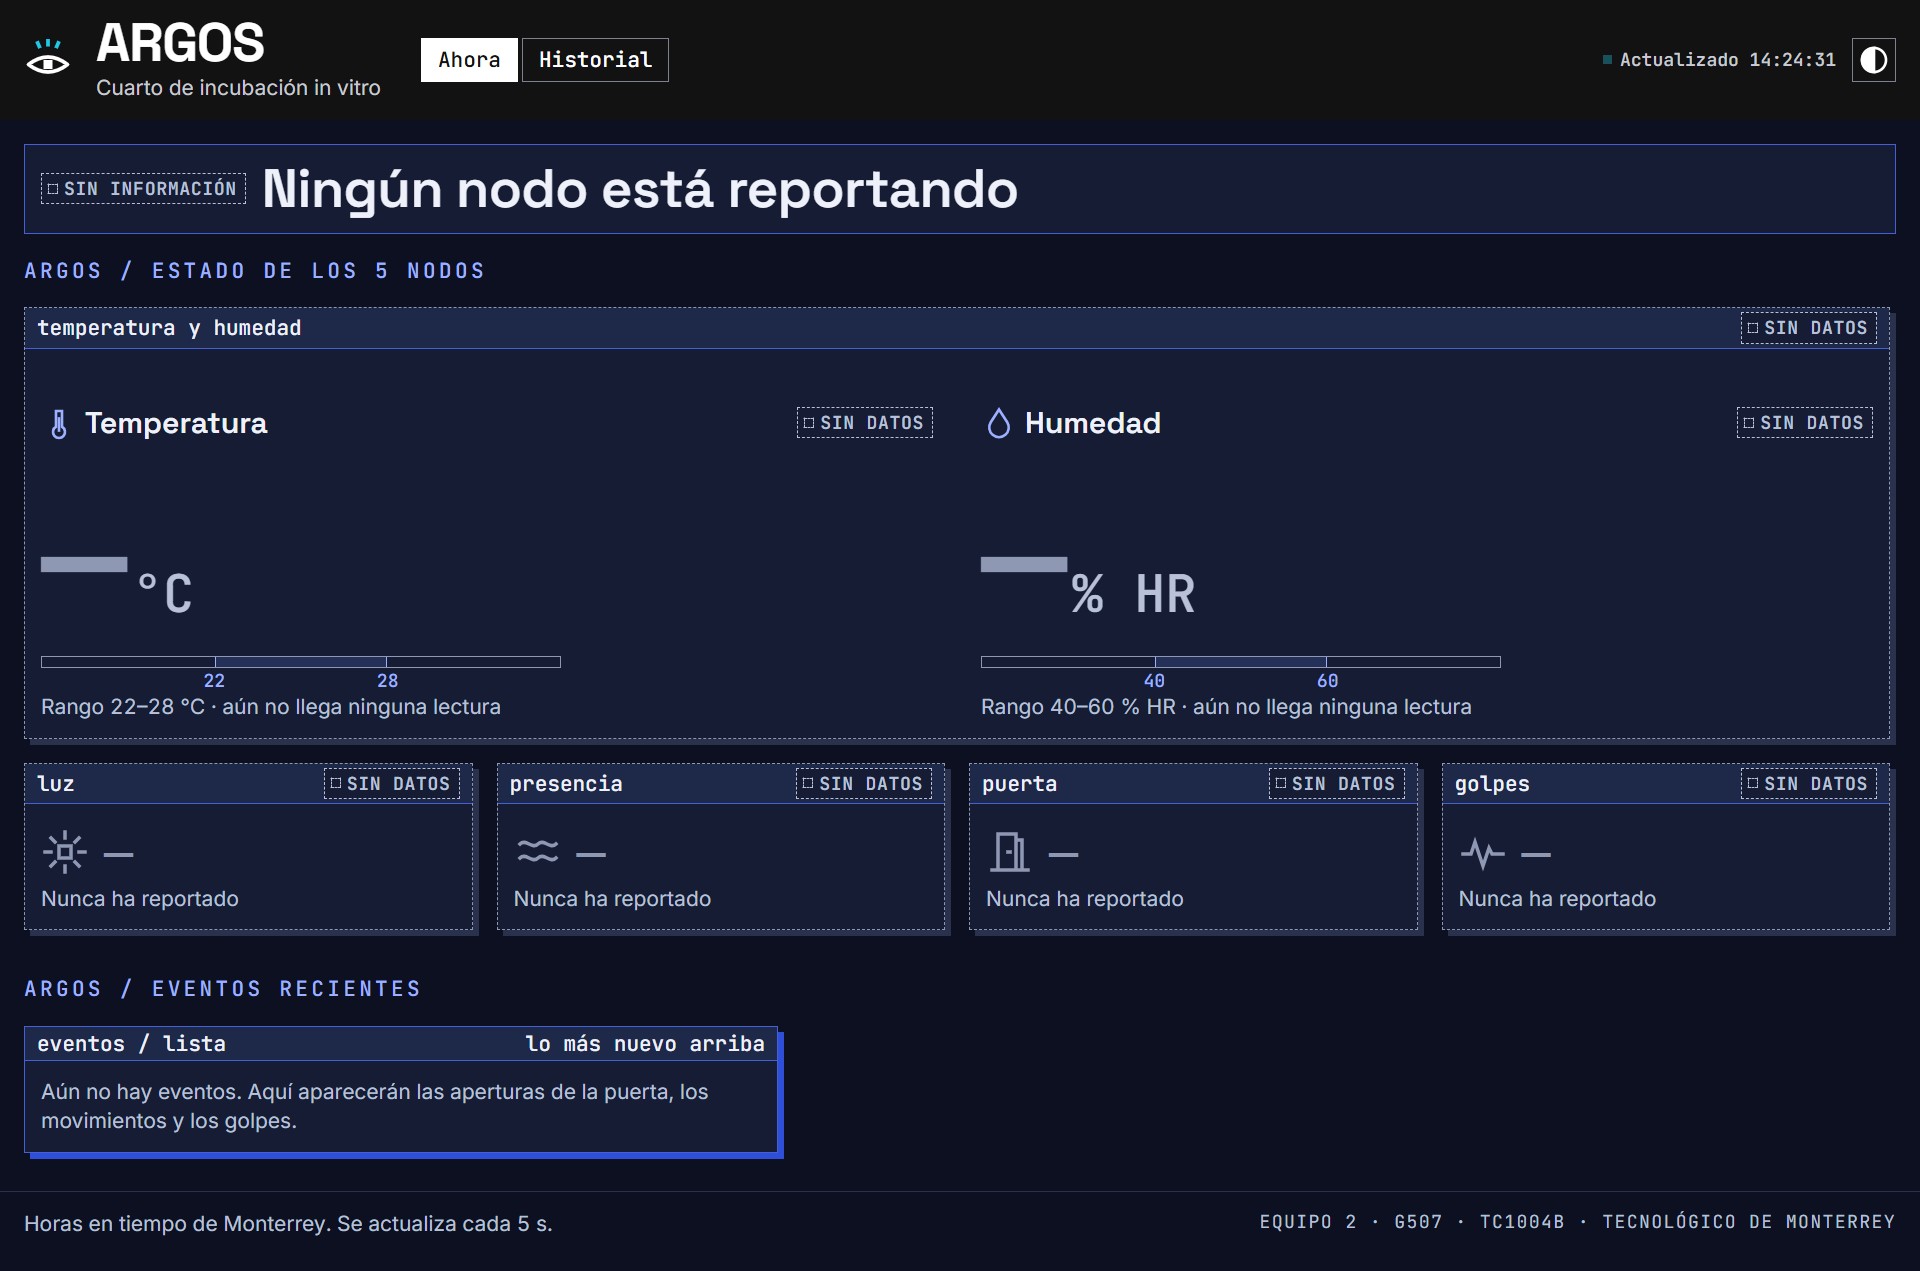 ARGOS
Cuarto de incubación in vitro
Ahora
Historial
Actualizado 14:24:31
SIN INFORMACIÓN
Ningún nodo está reportando
ARGOS / ESTADO DE LOS 5 NODOS
temperatura y humedad
SIN DATOS
Temperatura
SIN DATOS
Humedad
SIN DATOS
— °C
— % HR
22
28
40
60
Rango 22–28 °C · aún no llega ninguna lectura
Rango 40–60 % HR · aún no llega ninguna lectura
luz
SIN DATOS
—
Nunca ha reportado
presencia
SIN DATOS
—
Nunca ha reportado
puerta
SIN DATOS
—
Nunca ha reportado
golpes
SIN DATOS
—
Nunca ha reportado
ARGOS / EVENTOS RECIENTES
eventos / lista
lo más nuevo arriba
Aún no hay eventos. Aquí aparecerán las aperturas de la puerta, los
movimientos y los golpes.
Horas en tiempo de Monterrey. Se actualiza cada 5 s.
EQUIPO 2 · G507 · TC1004B · TECNOLÓGICO DE MONTERREY